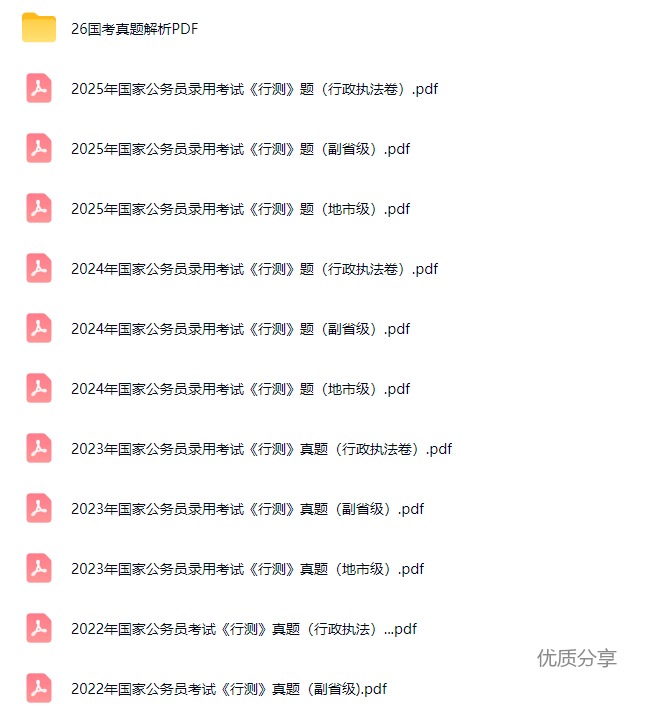 26国考真题解析PDF
2025年国家公务员录用考试《行测》题（行政执法卷）.pdf
2025年国家公务员录用考试《行测》题（副省级）.pdf
2025年国家公务员录用考试《行测》题（地市级）.pdf
2024年国家公务员录用考试《行测》题（行政执法卷）.pdf
2024年国家公务员录用考试《行测》题（副省级）.pdf
2024年国家公务员录用考试《行测》题（地市级）.pdf
2023年国家公务员录用考试《行测》真题（行政执法卷）.pdf
2023年国家公务员录用考试《行测》真题（副省级）.pdf
2023年国家公务员录用考试《行测》真题（地市级）.pdf
2022年国家公务员考试《行测》真题（行政执法）...pdf
优质分享
2022年国家公务员考试《行测》真题（副省级).pdf